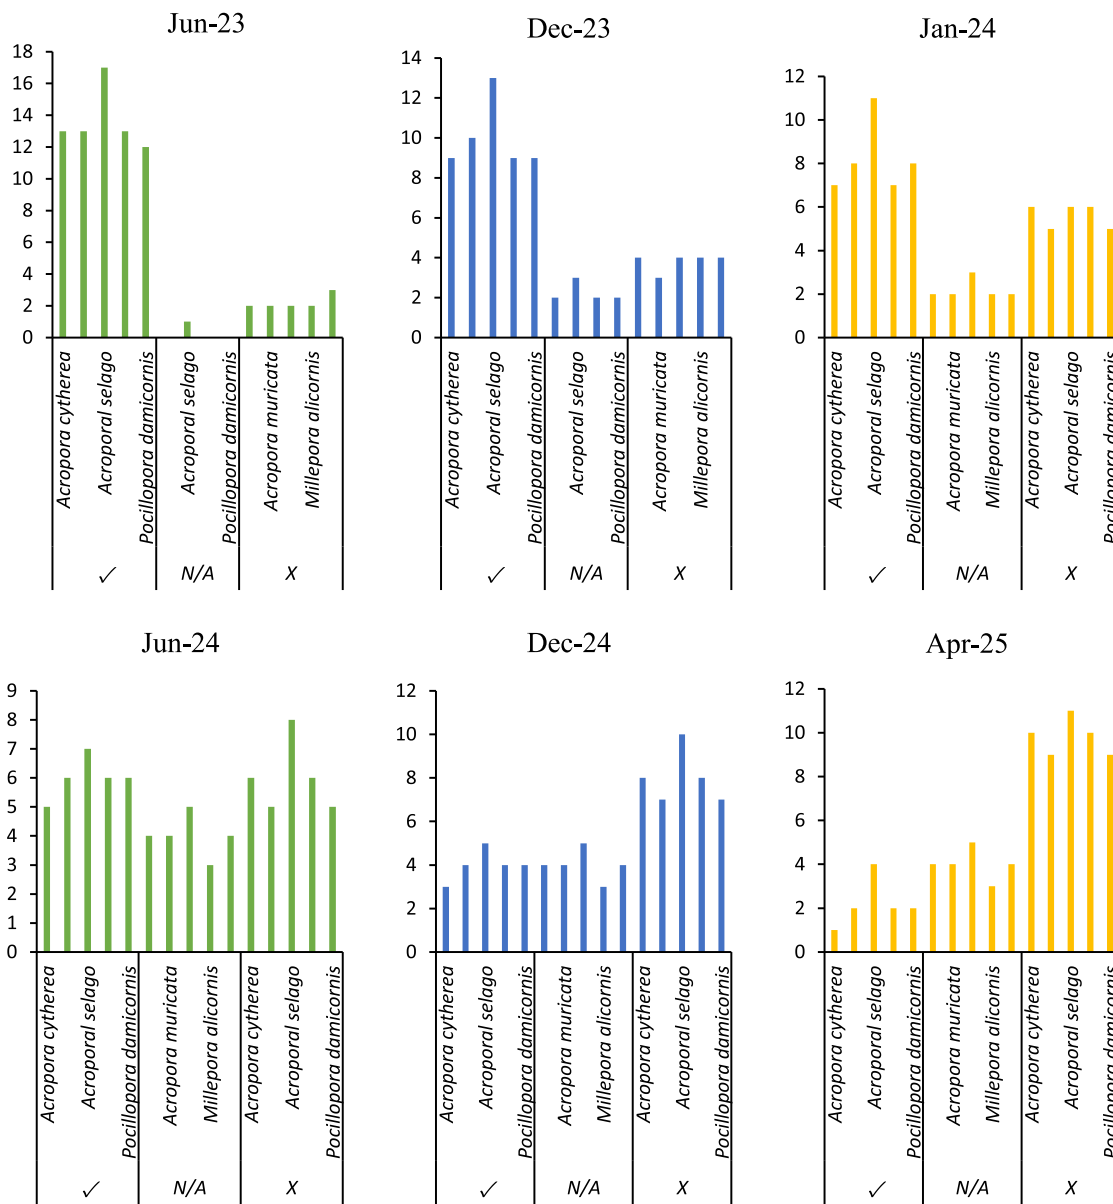 Jun-23
18
16
14
12
10
8
6
4
2
0
Acropora cytherea
Acroporal selago
Pocillopora damicornis
Acroporal selago
Pocillopora damicornis
Acropora muricata
Millepora alicornis
✓ N/A X
Dec-23
14
12
10
8
6
4
2
0
Acropora cytherea
Acroporal selago
Pocillopora damicornis
Acroporal selago
Pocillopora damicornis
Acropora muricata
Millepora alicornis
✓ N/A X
Jan-24
12
10
8
6
4
2
0
Acropora cytherea
Acroporal selago
Pocillopora damicornis
Acropora muricata
Millepora alicornis
Acropora cytherea
Acroporal selago
Pocillopora damicornis
✓ N/A X
Jun-24
9
8
7
6
5
4
3
2
1
0
Acropora cytherea
Acroporal selago
Pocillopora damicornis
Acropora muricata
Millepora alicornis
Acropora cytherea
Acroporal selago
Pocillopora damicornis
✓ N/A X
Dec-24
12
10
8
6
4
2
0
Acropora cytherea
Acroporal selago
Pocillopora damicornis
Acropora muricata
Millepora alicornis
Acropora cytherea
Acroporal selago
Pocillopora damicornis
✓ N/A X
Apr-25
12
10
8
6
4
2
0
Acropora cytherea
Acroporal selago
Pocillopora damicornis
Acropora muricata
Millepora alicornis
Acropora cytherea
Acroporal selago
Pocillopora damicornis
✓ N/A X